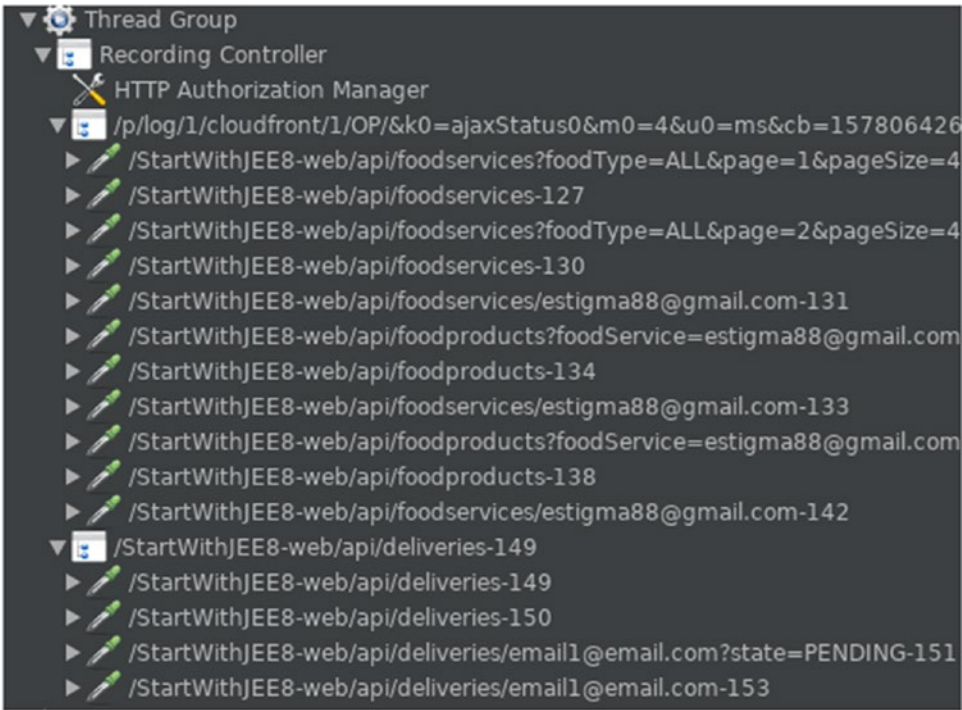 Thread Group
Recording Controller
HTTP Authorization Manager
/p/log/1/cloudfront/1/OP/&k0=ajaxStatus0&m0=4&u0=ms&cb=157806426
/StartWithJEE8-web/api/foodservices?foodType=ALL&page=1&pageSize=4
/StartWithJEE8-web/api/foodservices-127
/StartWithJEE8-web/api/foodservices?foodType=ALL&page=2&pageSize=4
/StartWithJEE8-web/api/foodservices-130
/StartWithJEE8-web/api/foodservices/estigma88@gmail.com-131
/StartWithJEE8-web/api/foodproducts?foodService=estigma88@gmail.com
/StartWithJEE8-web/api/foodproducts-134
/StartWithJEE8-web/api/foodservices/estigma88@gmail.com-133
/StartWithJEE8-web/api/foodproducts?foodService=estigma88@gmail.com
/StartWithJEE8-web/api/foodproducts-138
/StartWithJEE8-web/api/foodservices/estigma88@gmail.com-142
/StartWithJEE8-web/api/deliveries-149
/StartWithJEE8-web/api/deliveries-149
/StartWithJEE8-web/api/deliveries-150
/StartWithJEE8-web/api/deliveries/email1@email.com?state=PENDING-151
/StartWithJEE8-web/api/deliveries/email1@email.com-153